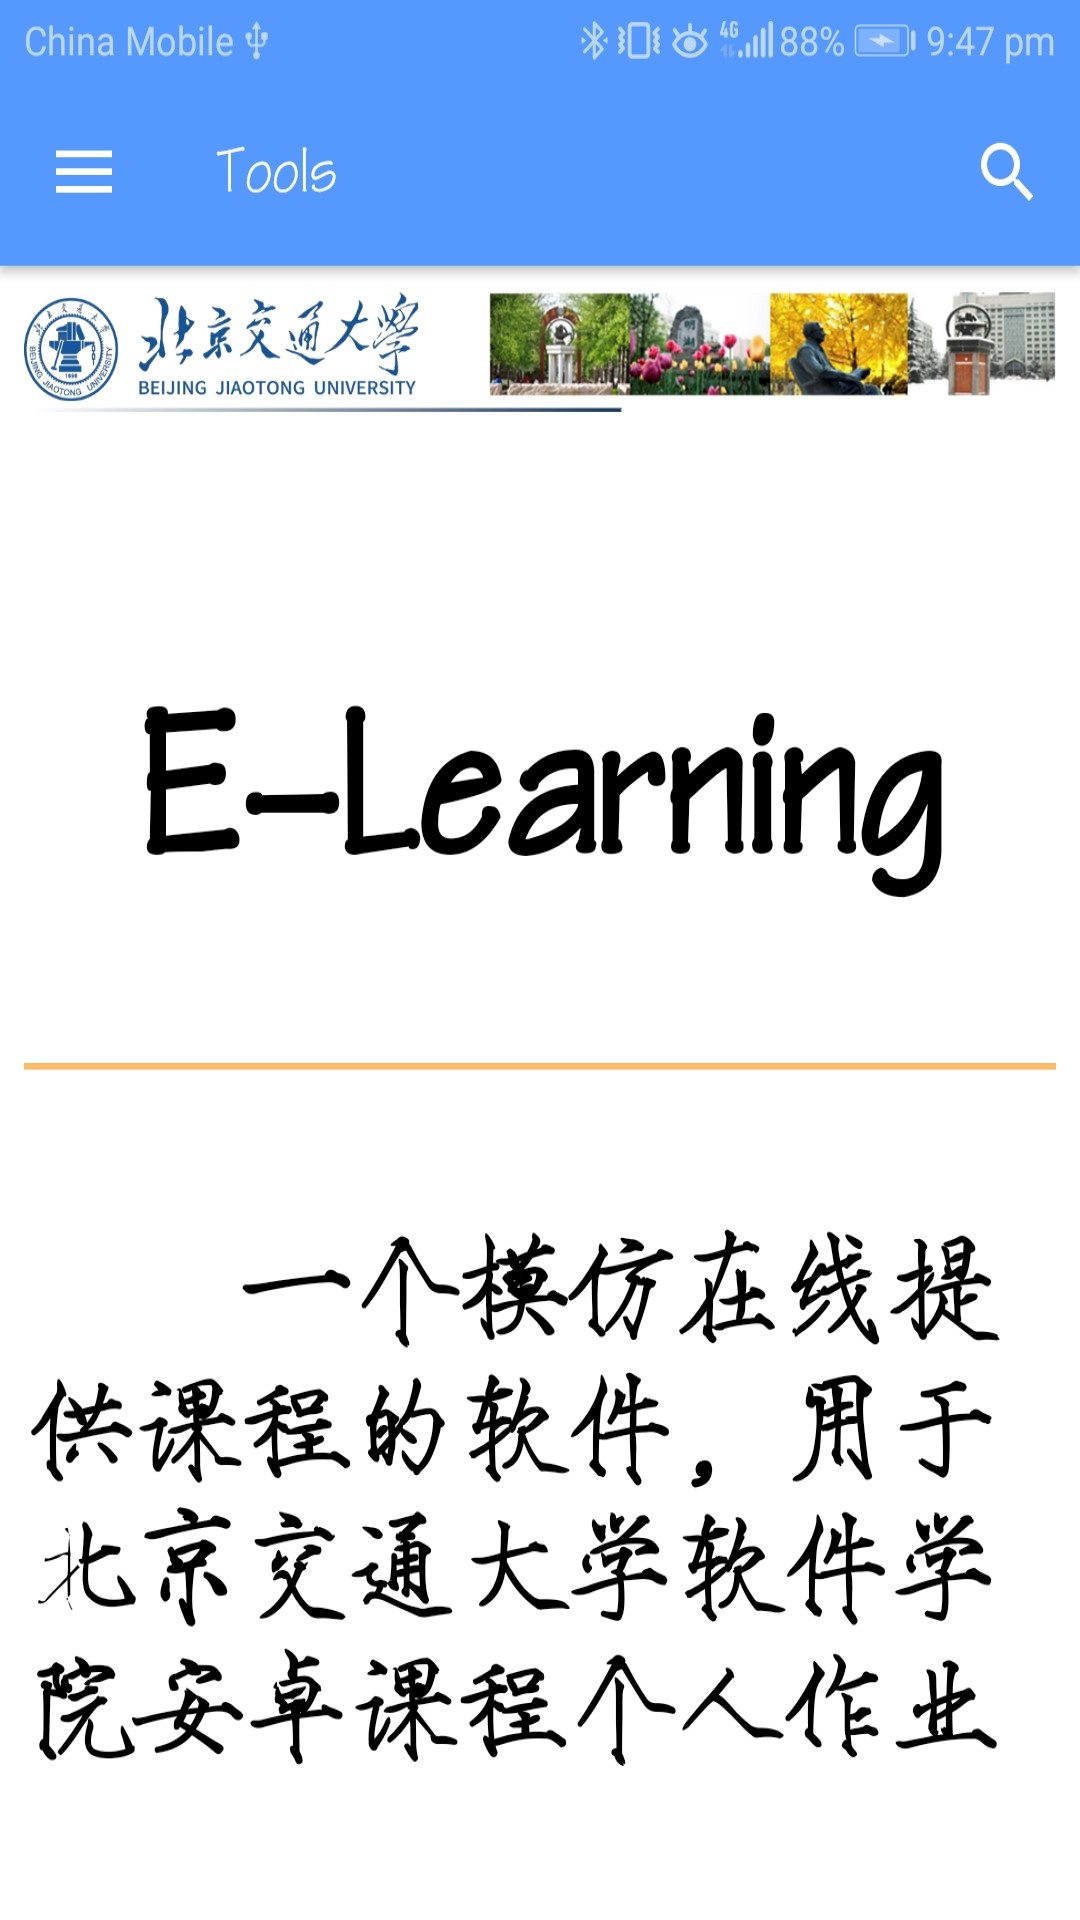 China Mobile 4G 88% 9:47 pm
Tools
北京交通大學
BEIJING JIAOTONG UNIVERSITY
E-Learning
一个模仿在线提
供课程的软件，用于
北京交通大学软件学
院安卓课程个人作业